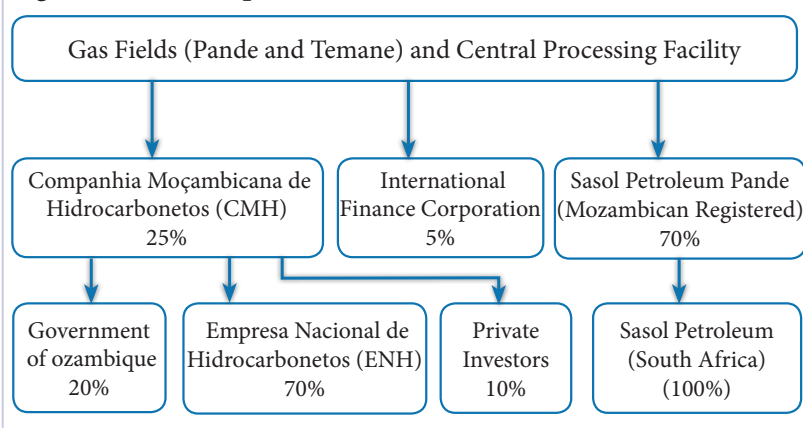 Gas Fields (Pande and Temane) and Central Processing Facility
Companhia Moçambicana de
Hidrocarbonetos (CMH)
25%
International
Finance Corporation
5%
Sasol Petroleum Pande
(Mozambican Registered)
70%
Government
of ozambique
20%
Empresa Nacional de
Hidrocarbonetos (ENH)
70%
Private
Investors
10%
Sasol Petroleum
(South Africa)
(100%)